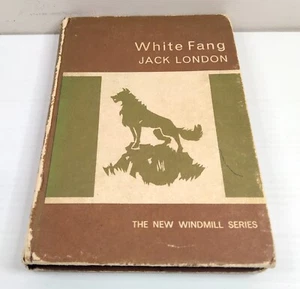 White Fang
JACK LONDON
THE NEW WINDMILL SERIES